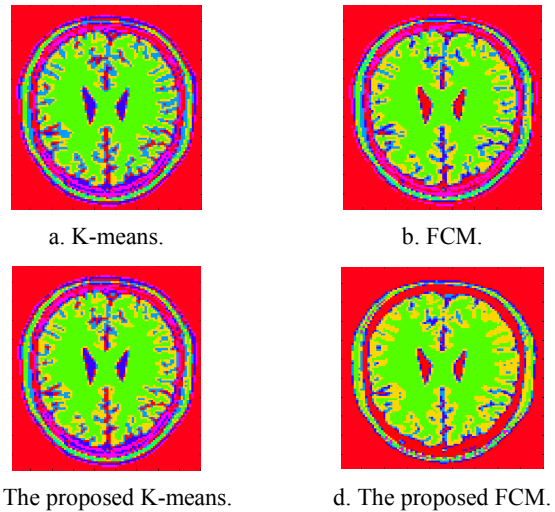 a. K-means.
b. FCM.
The proposed K-means.
d. The proposed FCM.